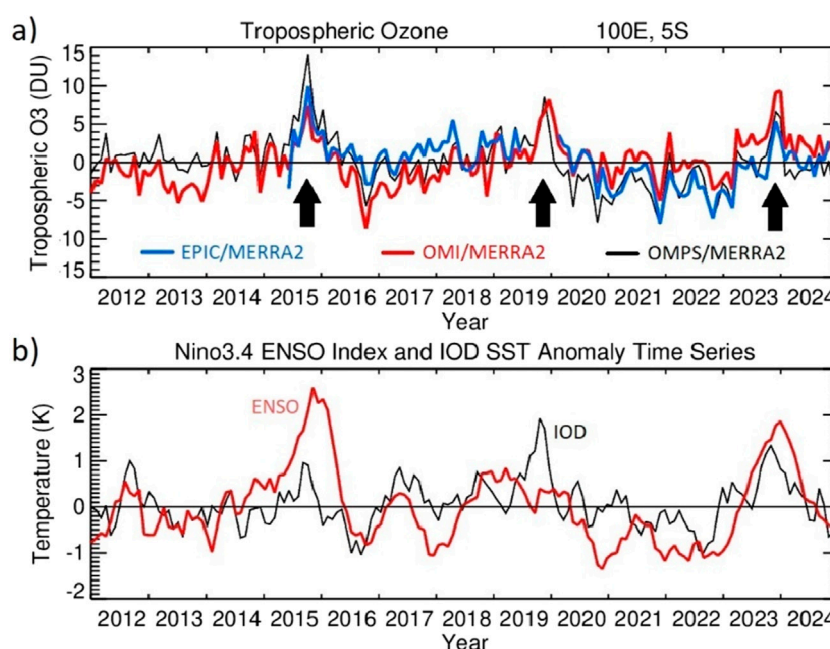 a) Tropospheric Ozone 100E, 5S
Tropospheric O3 (DU)
15
10
5
0
-5
-10
-15
EPIC/MERRA2 OMI/MERRA2 OMPS/MERRA2
2012 2013 2014 2015 2016 2017 2018 2019 2020 2021 2022 2023 2024
Year
b) Nino3.4 ENSO Index and IOD SST Anomaly Time Series
Temperature (K)
3
2
1
0
-1
-2
ENSO
IOD
2012 2013 2014 2015 2016 2017 2018 2019 2020 2021 2022 2023 2024
Year